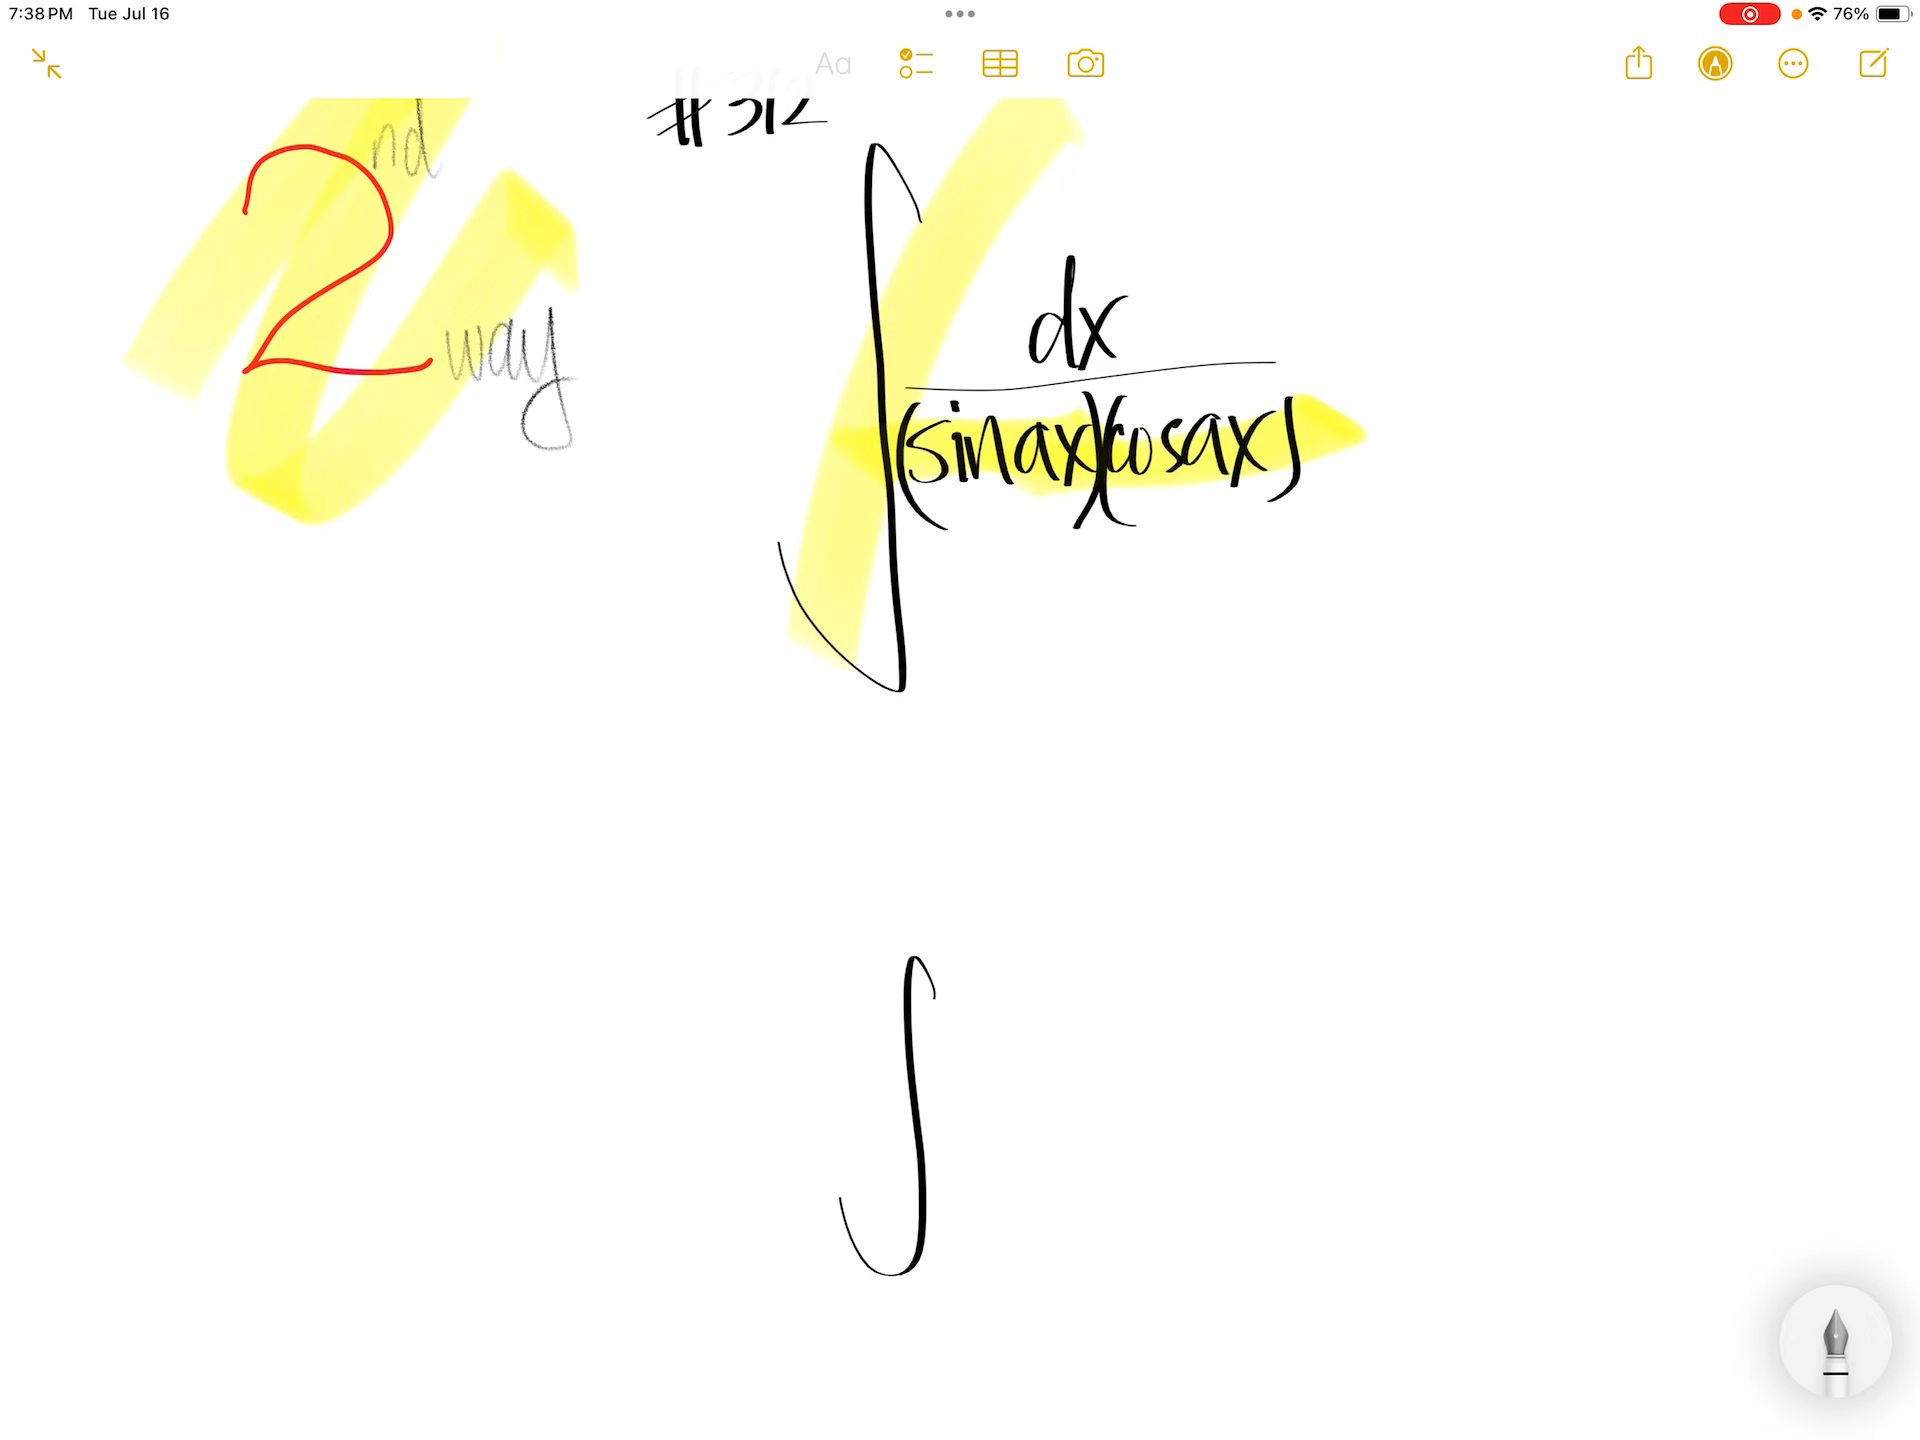 7:38 PM Tue Jul 16 76%
Aa
#312
2nd way
∫ dx
(sinax)(cosax)
∫